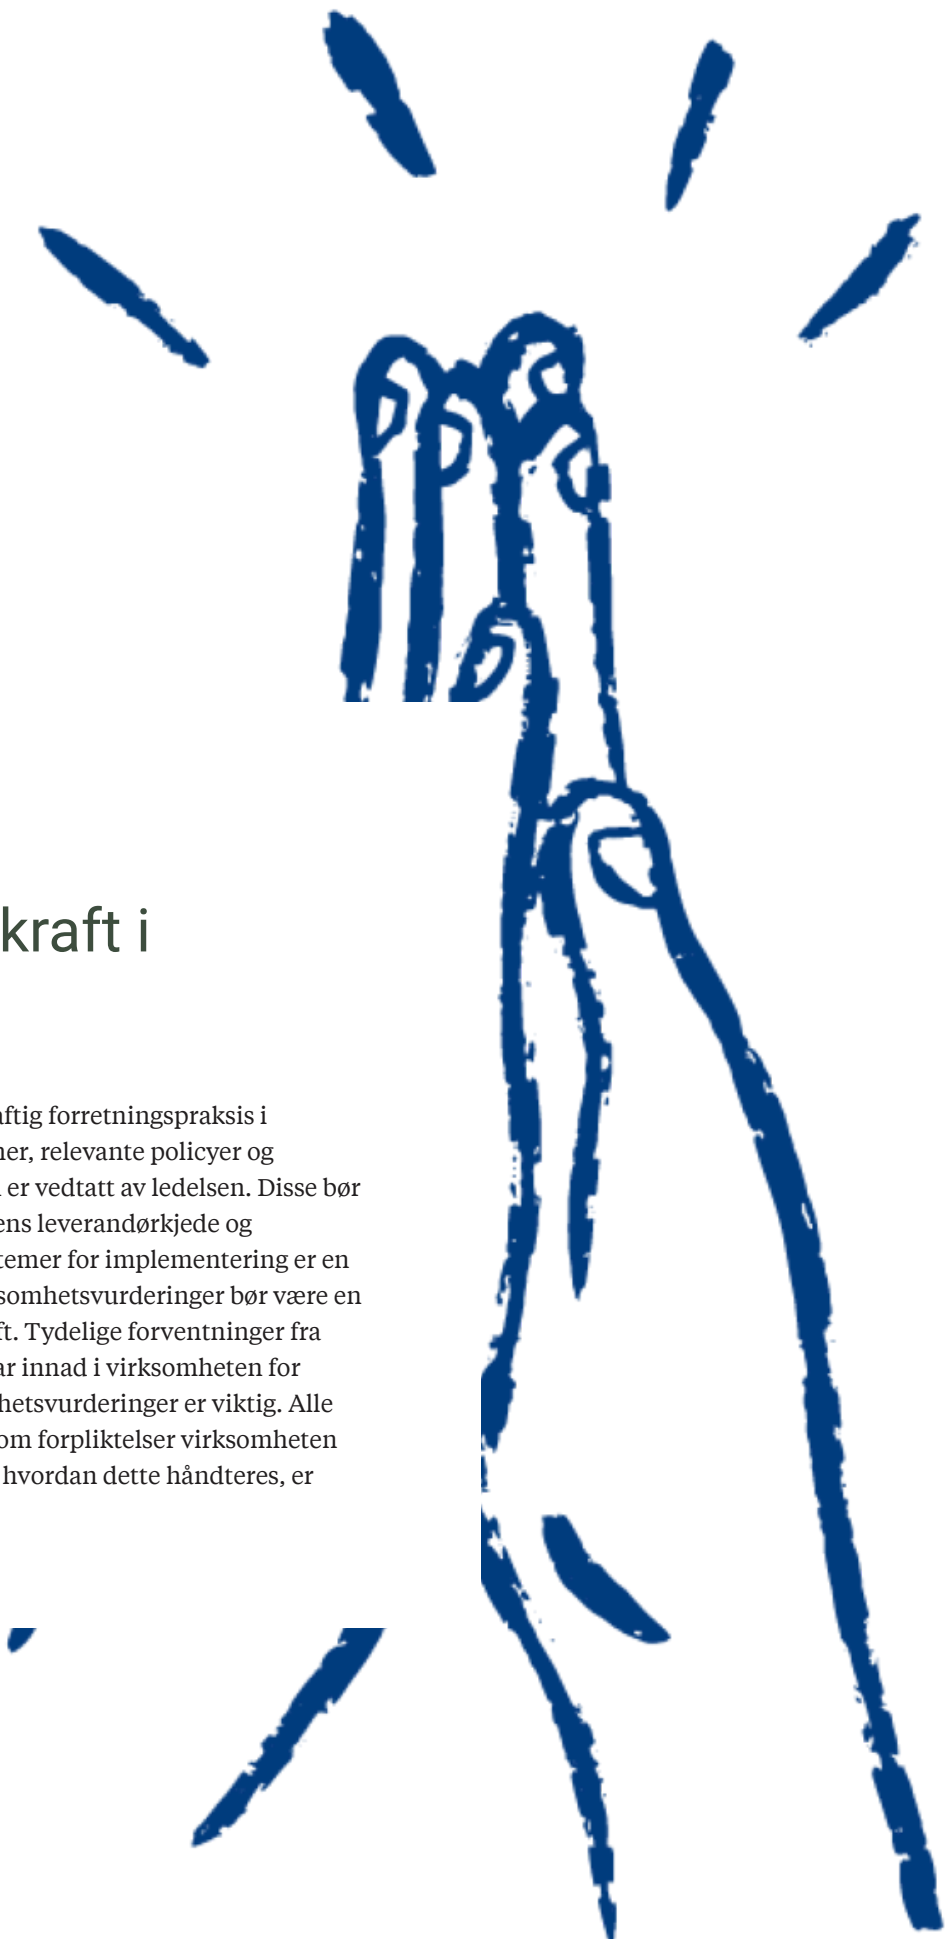 kraft i
aftig forretningspraksis i
ner, relevante policyer og
er vedtatt av ledelsen. Disse bør
ens leverandørkjede og
temer for implementering er en
somhetsvurderinger bør være en
ft. Tydelige forventninger fra
ar innad i virksomheten for
hetsvurderinger er viktig. Alle
om forpliktelser virksomheten
hvordan dette håndteres, er